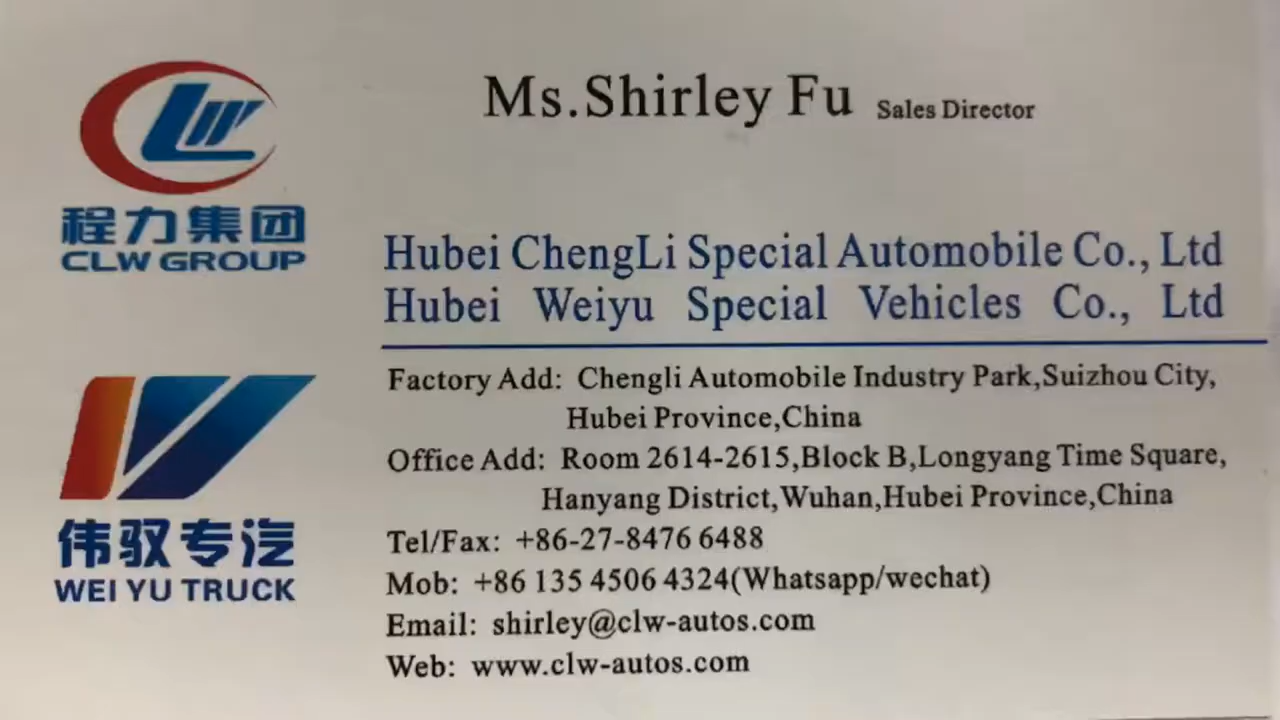 CLW
程力集团
CLW GROUP
Ms.Shirley Fu Sales Director
Hubei ChengLi Special Automobile Co., Ltd
Hubei Weiyu Special Vehicles Co., Ltd
伟驭专汽
WEI YU TRUCK
Factory Add: Chengli Automobile Industry Park,Suizhou City,
Hubei Province,China
Office Add: Room 2614-2615,Block B,Longyang Time Square,
Hanyang District,Wuhan,Hubei Province,China
Tel/Fax: +86-27-8476 6488
Mob: +86 135 4506 4324(Whatsapp/wechat)
Email: shirley@clw-autos.com
Web: www.clw-autos.com